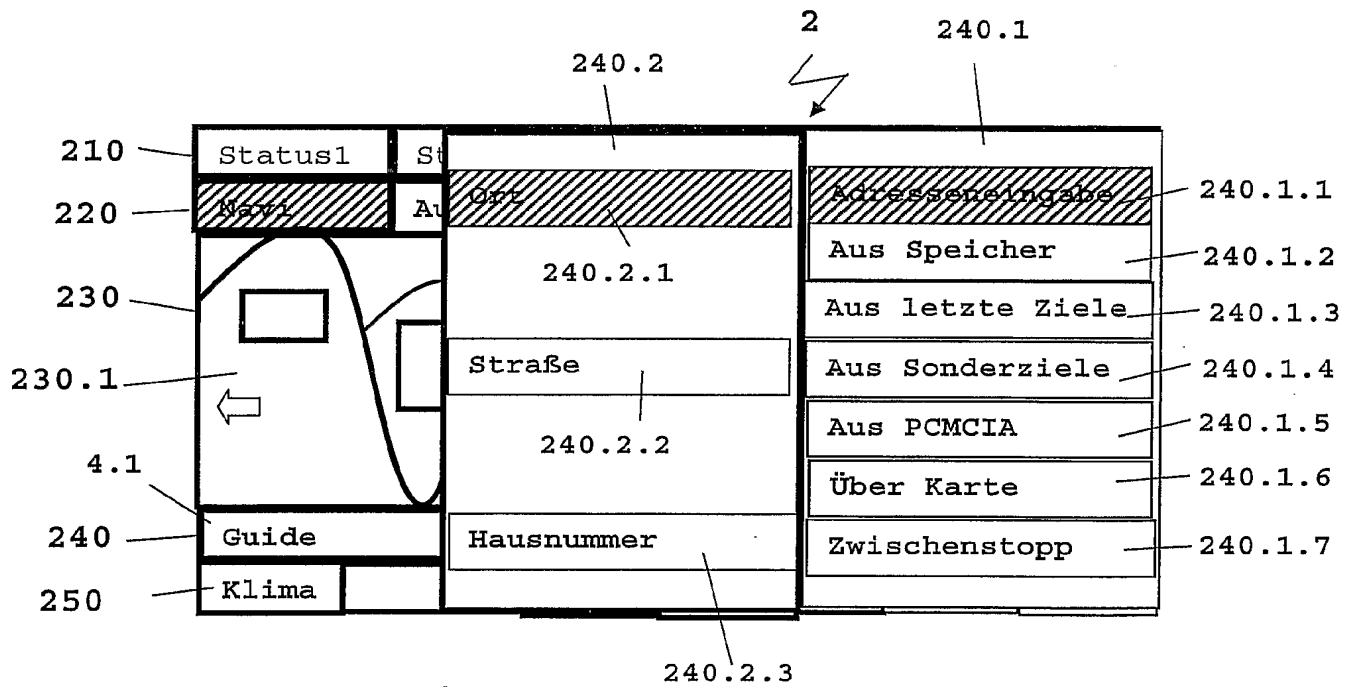 2
240.1
240.2
210
Status1
St
220
Navi
Au
Ort
Adresseneingabe
240.1.1
Aus Speicher
240.1.2
240.2.1
230
Aus letzte Ziele
240.1.3
Straße
Aus Sonderziele
240.1.4
230.1
240.2.2
Aus PCMCIA
240.1.5
4.1
Über Karte
240.1.6
240
Guide
Hausnummer
Zwischenstopp
240.1.7
250
Klima
240.2.3